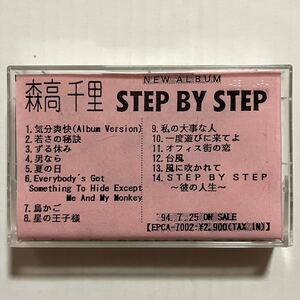 森高千里
NEW ALBUM
STEP BY STEP
1.気分爽快(Album Version)
2.若さの秘訣
3.ずる休み
4.男なら
5.夏の日
6.Everybody's Got
Something To Hide Except
Me And My Monkey
7.鳥かご
8.星の王子様
9.私の大事な人
10.一度遊びに来てよ
11.オフィス街の恋
12.台風
13.風に吹かれて
14.STEP BY STEP
～彼の人生～
'94.7.25 ON SALE
【EPCA-7002:¥2,900(TAX IN)】